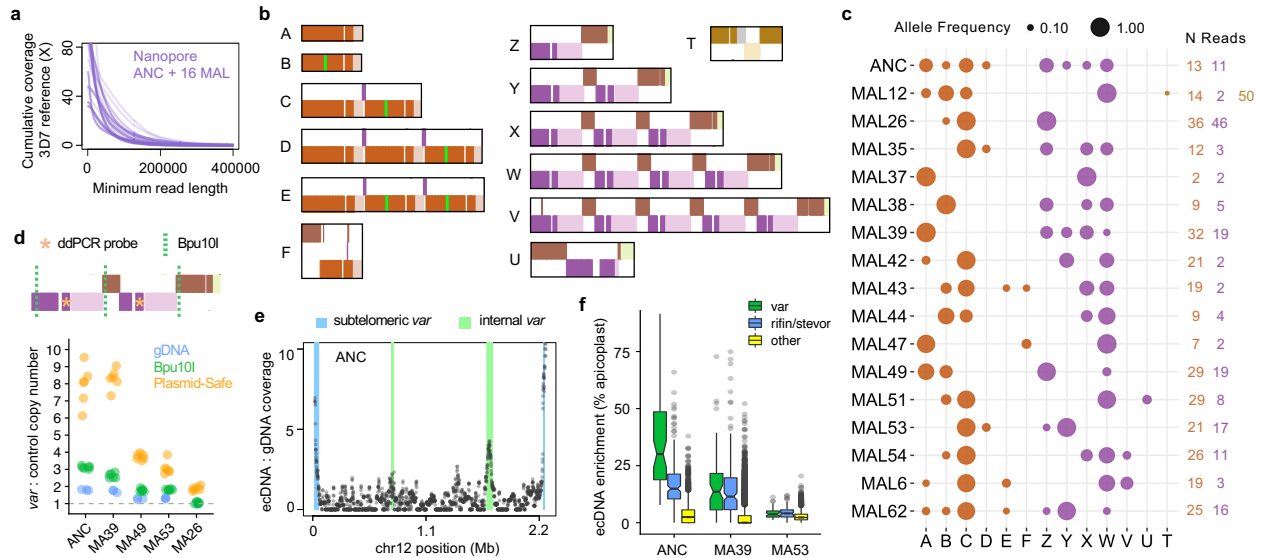 a
Cumulative coverage
3D7 reference (X)
80
40
0
Nanopore
ANC + 16 MAL
0
200000
400000
Minimum read length
b
A
B
C
D
E
F
Z
Y
X
W
V
U
T
c
Allele Frequency 0.10 1.00
N Reads
ANC 13 11
MAL12 14 2 50
MAL26 36 46
MAL35 12 3
MAL37 2 2
MAL38 9 5
MAL39 32 19
MAL42 21 2
MAL43 19 2
MAL44 9 4
MAL47 7 2
MAL49 29 19
MAL51 29 8
MAL53 21 17
MAL54 26 11
MAL6 19 3
MAL62 25 16
A B C D E F Z Y X W V U T
d
* ddPCR probe
Bpu10I
* *
var : control copy number
10
9
8
7
6
5
4
3
2
1
gDNA
Bpu10I
Plasmid-Safe
ANC MA39 MA49 MA53 MA26
e
subtelomeric var
internal var
ecDNA : gDNA coverage
10
5
0
ANC
0 1.1 2.2
chr12 position (Mb)
f
var
rifin/stevor
other
ecDNA enrichment (% apicoplast)
75
50
25
0
ANC MA39 MA53